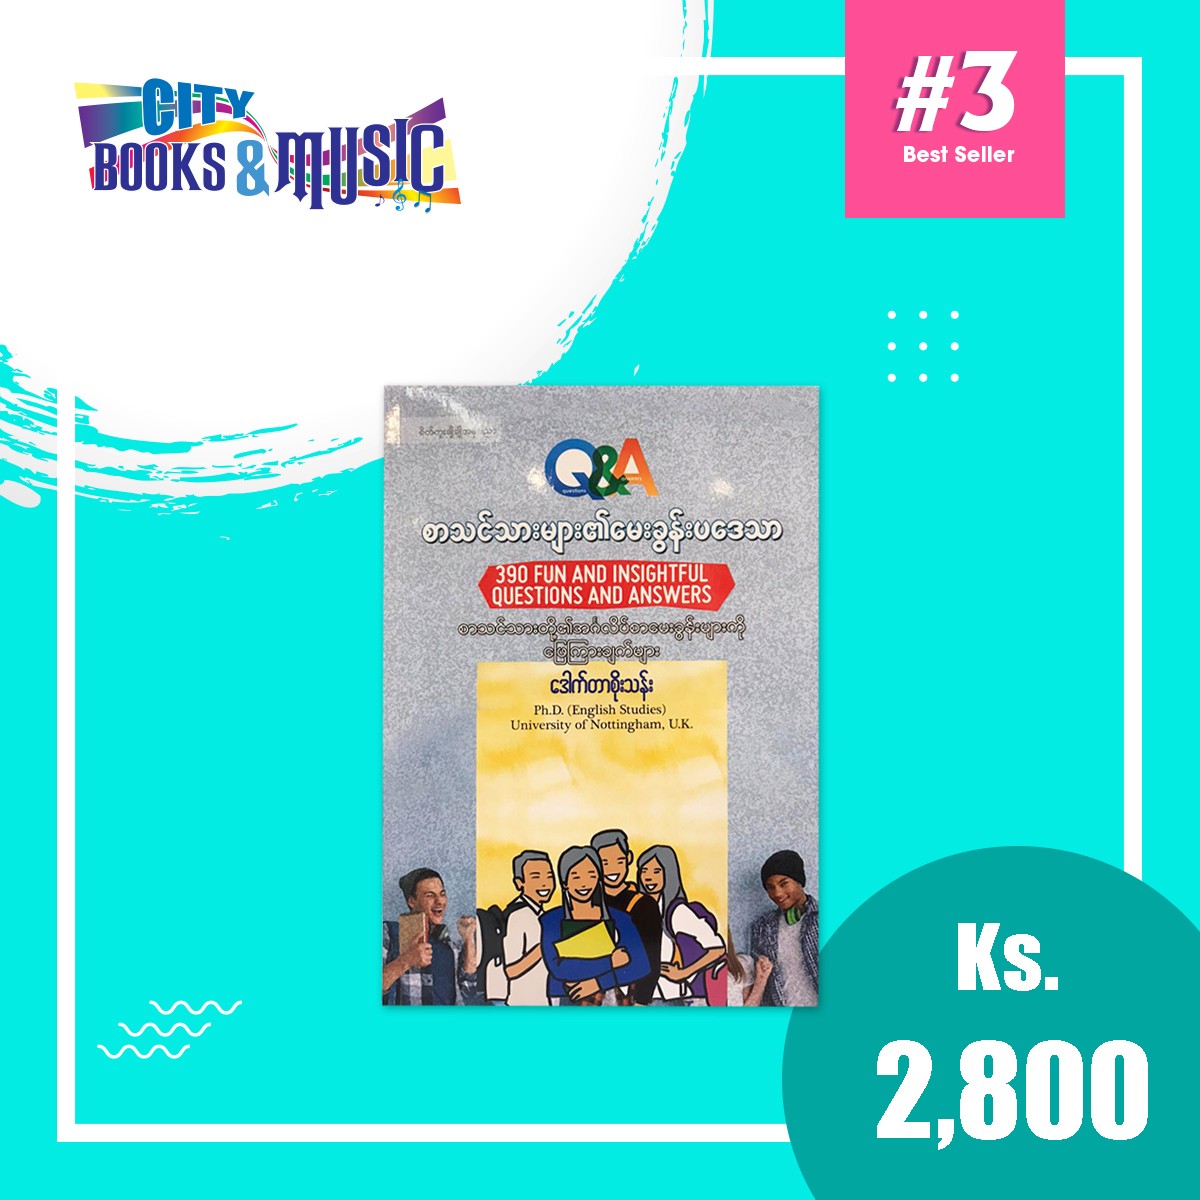 CITY
BOOKS & MUSIC
#3
Best Seller
Q&A
questions
စာသင်သားများ၏မေးခွန်းပဒေသာ
390 FUN AND INSIGHTFUL
QUESTIONS AND ANSWERS
စာသင်သားတို့၏အင်္ဂလိပ်စာမေးခွန်းများကို
ဖြေကြားချက်များ
ဒေါက်တာစိုးသန်း
Ph.D. (English Studies)
University of Nottingham, U.K.
Ks.
2,800